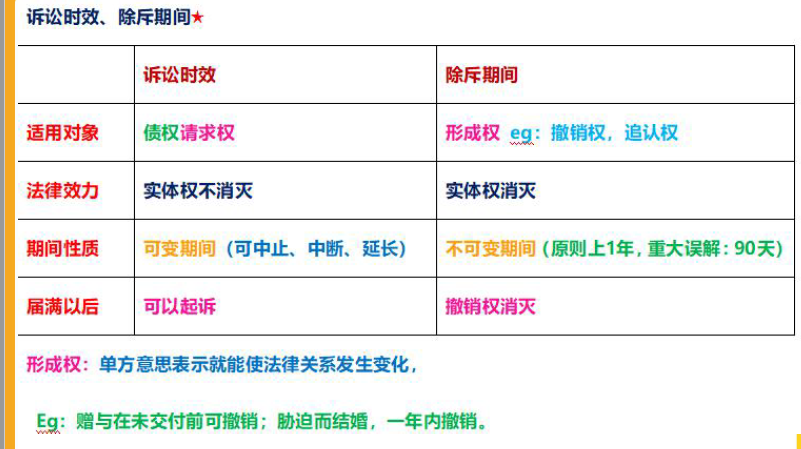 诉讼时效、除斥期间★
诉讼时效 除斥期间
适用对象 债权请求权 形成权 eg：撤销权，追认权
法律效力 实体权不消灭 实体权消灭
期间性质 可变期间（可中止、中断、延长） 不可变期间（原则上1年，重大误解：90天）
届满以后 可以起诉 撤销权消灭
形成权：单方意思表示就能使法律关系发生变化，
Eg：赠与在未交付前可撤销；胁迫而结婚，一年内撤销。